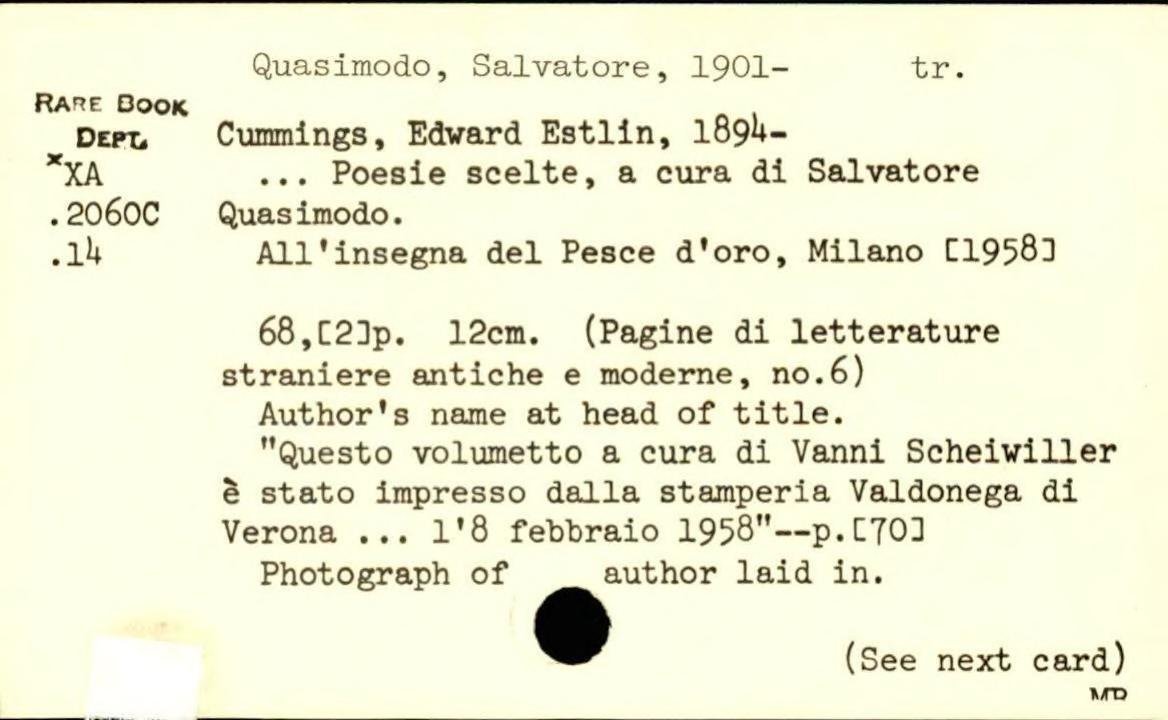 Quasimodo, Salvatore, 1901- tr.
RARE BOOK
DEPT.
Cummings, Edward Estlin, 1894-
*XA ... Poesie scelte, a cura di Salvatore
.2060C Quasimodo.
.14 All'insegna del Pesce d'oro, Milano [1958]
68,[2]p. 12cm. (Pagine di letterature
straniere antiche e moderne, no.6)
Author's name at head of title.
"Questo volumetto a cura di Vanni Scheiwiller
è stato impresso dalla stamperia Valdonega di
Verona ... l'8 febbraio 1958"--p.[70]
Photograph of author laid in.
(See next card)